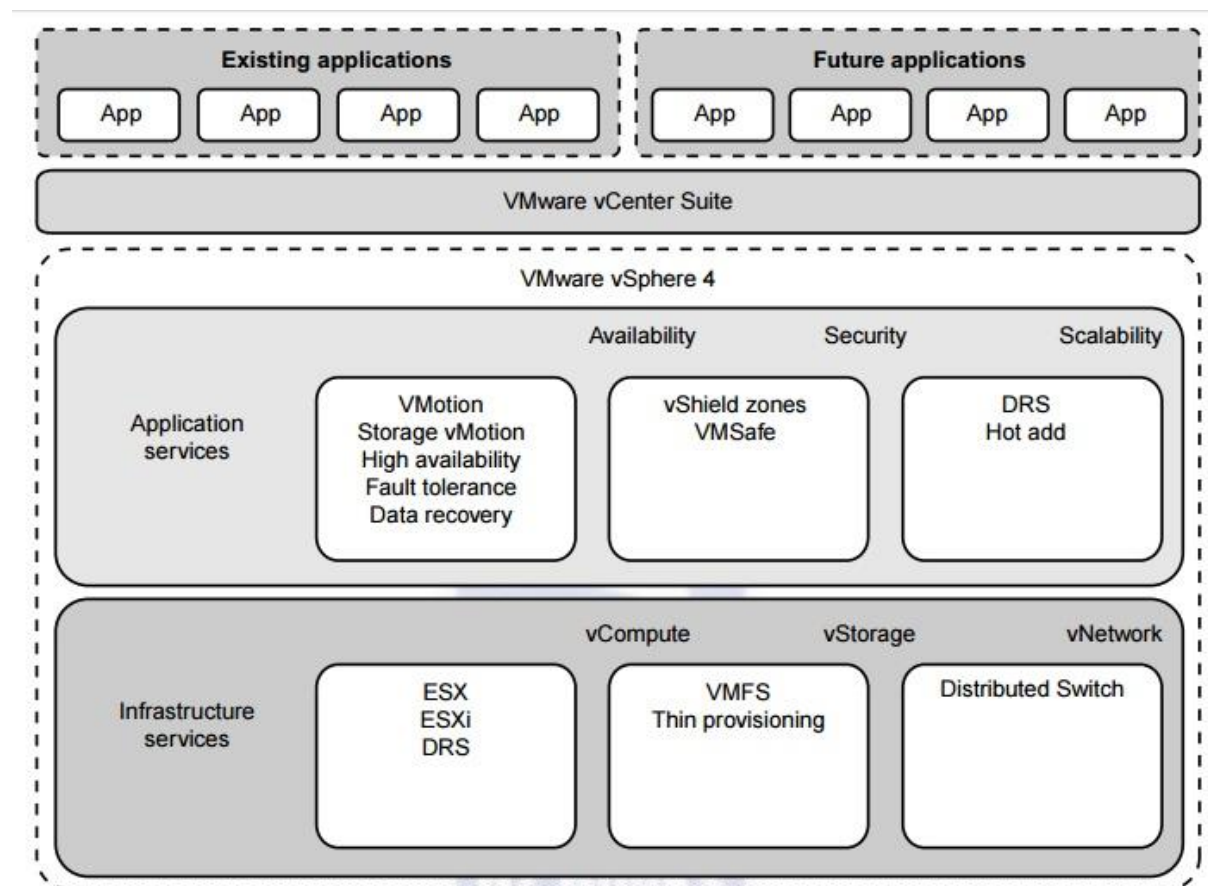 Existing applications
App App App App
Future applications
App App App App
VMware vCenter Suite
VMware vSphere 4
Availability Security Scalability
Application
services
VMotion
Storage vMotion
High availability
Fault tolerance
Data recovery
vShield zones
VMSafe
DRS
Hot add
vCompute vStorage vNetwork
Infrastructure
services
ESX
ESXi
DRS
VMFS
Thin provisioning
Distributed Switch